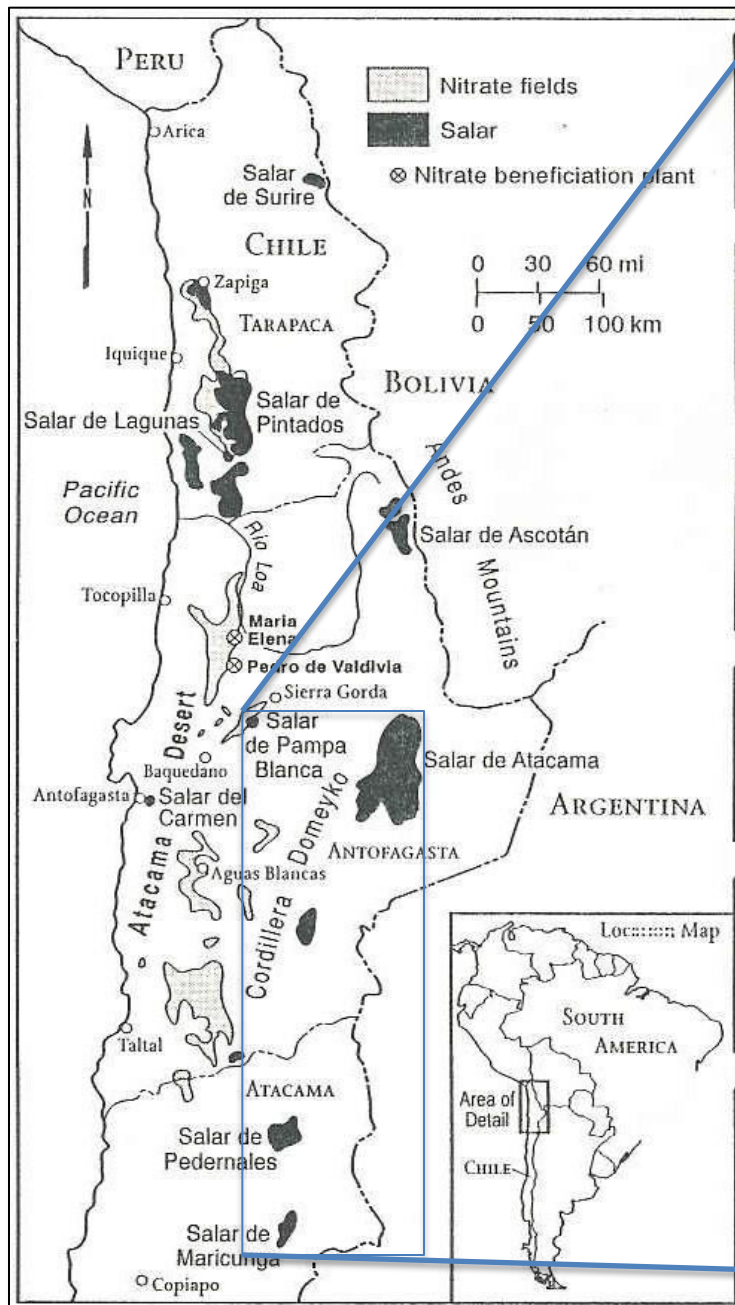 PERU
Nitrate fields
Arica
Salar
Salar
de Surire
Nitrate beneficiation plant
N
CHILE
0 30 60 mi
0 50 100 km
Zapiga
TARAPACA
Iquique
BOLIVIA
Salar de Lagunas
Salar de
Pintados
Andes
Mountains
Pacific
Ocean
Salar de Ascotán
Rio Loa
Tocopilla
Maria
Elena
Pedro de Valdivia
Sierra Gorda
Salar
de Pampa
Blanca
Atacama Desert
Baquedano
Salar de Atacama
Antofagasta
Salar del
Carmen
Cordillera Domeyko
ARGENTINA
ANTOFAGASTA
Aguas Blancas
Map
SOUTH
AMERICA
Taltal
ATACAMA
Area of
Detail
Salar de
Pedernales
CHILE
Salar de
Maricunga
Copiapo